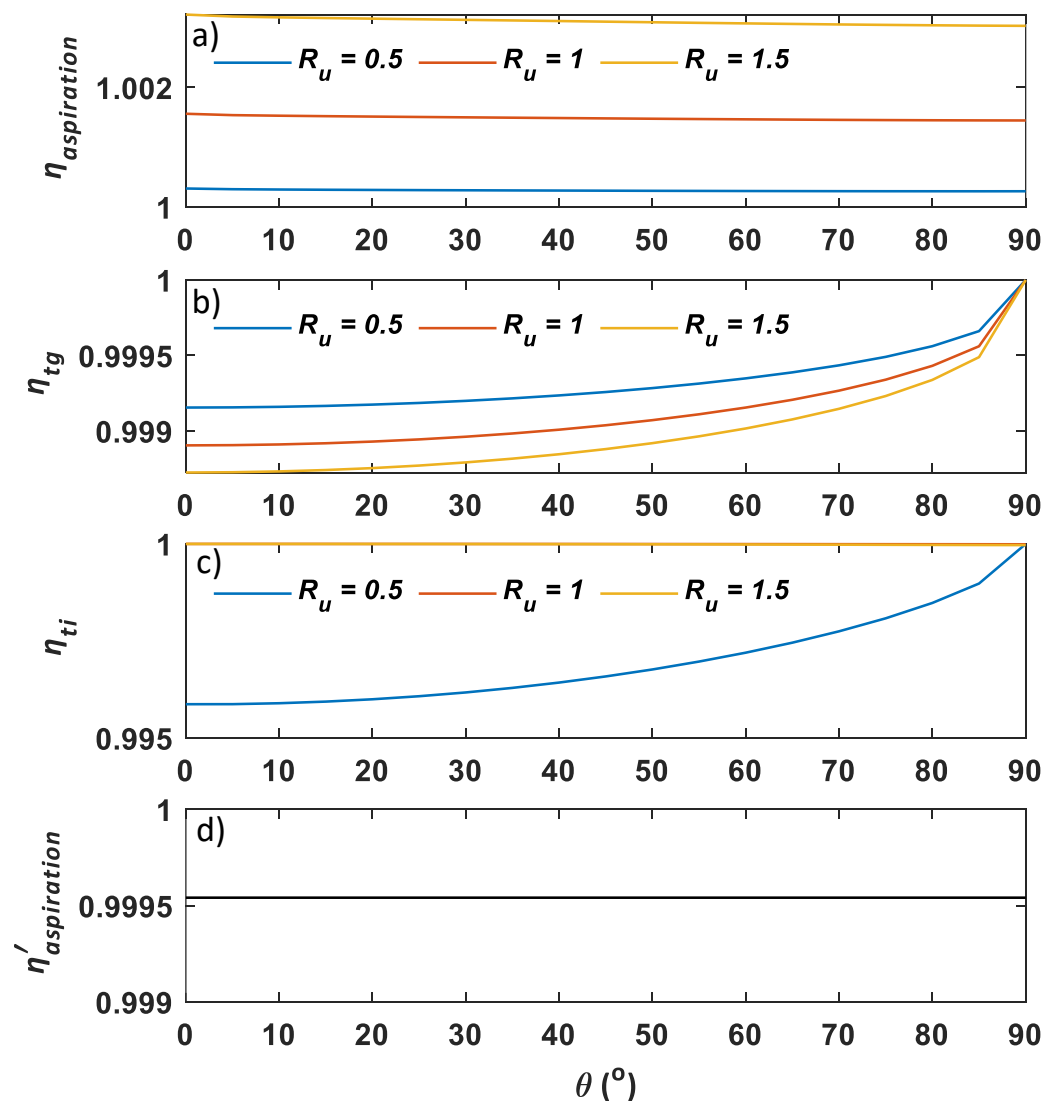 a)
R_u = 0.5 R_u = 1 R_u = 1.5
1.002
1
η_aspiration
0 10 20 30 40 50 60 70 80 90
1
b)
R_u = 0.5 R_u = 1 R_u = 1.5
0.9995
0.999
η_tg
0 10 20 30 40 50 60 70 80 90
1
c)
R_u = 0.5 R_u = 1 R_u = 1.5
η_ti
0.995
0 10 20 30 40 50 60 70 80 90
1
d)
0.9995
η′_aspiration
0.999
0 10 20 30 40 50 60 70 80 90
θ (°)